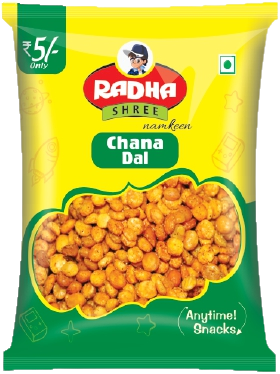 ₹5/-
Only
RADHA
SHREE
namkeen
Chana
Dal
Anytime!
Snacks